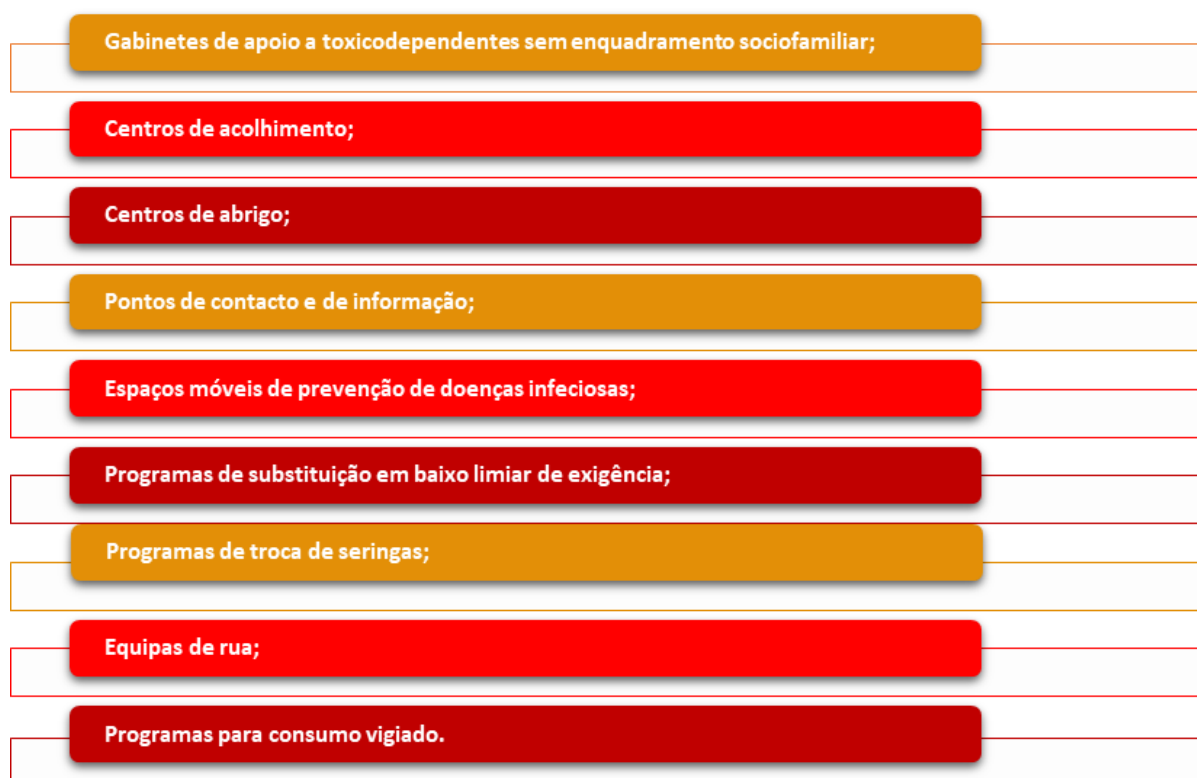 Gabinetes de apoio a toxicodependentes sem enquadramento sociofamiliar;
Centros de acolhimento;
Centros de abrigo;
Pontos de contacto e de informação;
Espaços móveis de prevenção de doenças infeciosas;
Programas de substituição em baixo limiar de exigência;
Programas de troca de seringas;
Equipas de rua;
Programas para consumo vigiado.